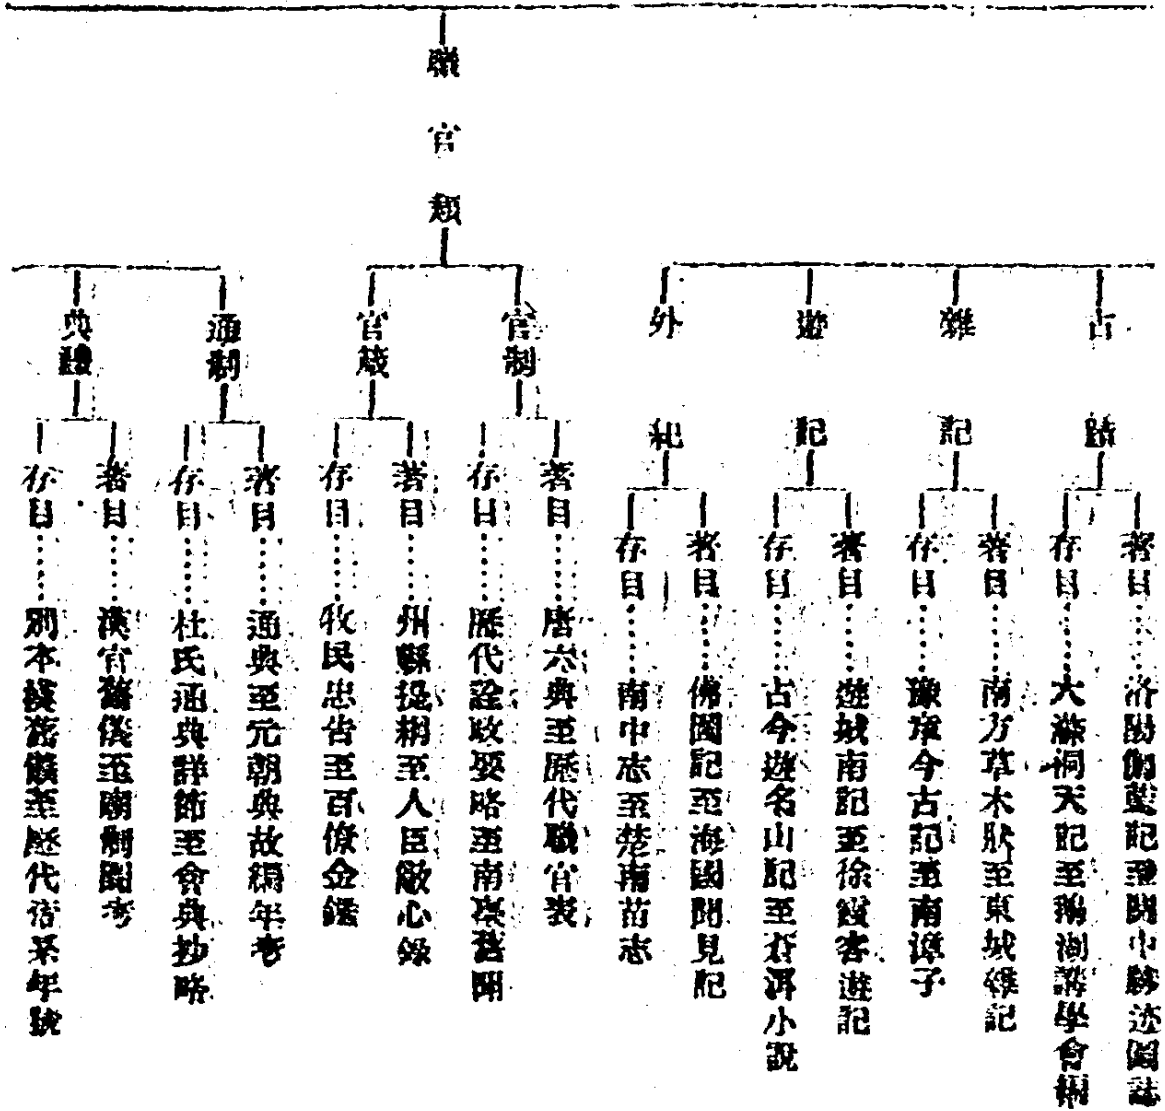 古蹟
著目……洛陽伽藍記至關中勝迹圖誌
存目……大滌洞天記至鵝湖講學會編
雜記
著目……南方草木狀至東城雜記
存目……豫章今古記至南漳子
遊記
著目……遊城南記至徐霞客遊記
存目……古今遊名山記至蒼洱小說
外紀
著目……佛國記至海國聞見記
存目……南中志至楚南苗志
職官類
官制
著目……唐六典至歷代職官表
存目……歷代詮政要略至南臺舊聞
官箴
著目……州縣提綱至人臣儆心錄
存目……牧民忠告至百僚金鑑
通制
著目……通典至元朝典故編年考
存目……杜氏通典詳節至會典抄略
典禮
著目……漢官舊儀至廟制圖考
存目……別本漢舊儀至歷代帝系年號